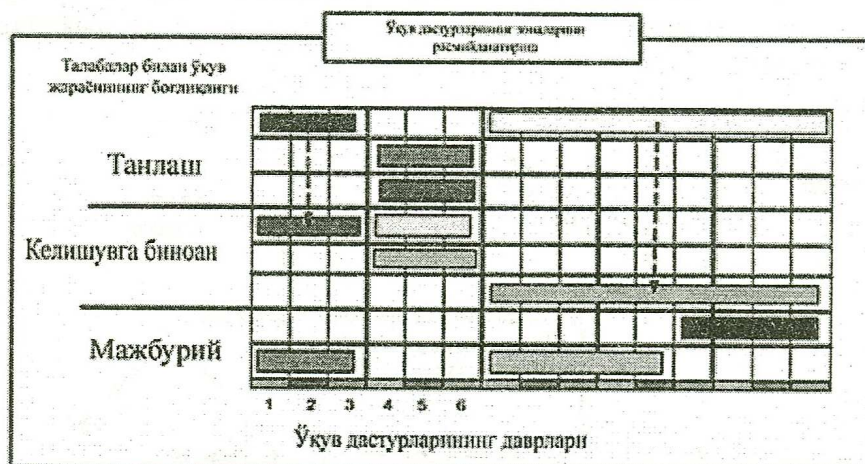 Ўқув дастурларининг зоналарини
расмийлаштириш
Талабалар билан ўқув
жараёнининг боғлиқлиги
Танлаш
Келишувга биноан
Мажбурий
1 2 3 4 5 6
Ўқув дастурларининг даврлари